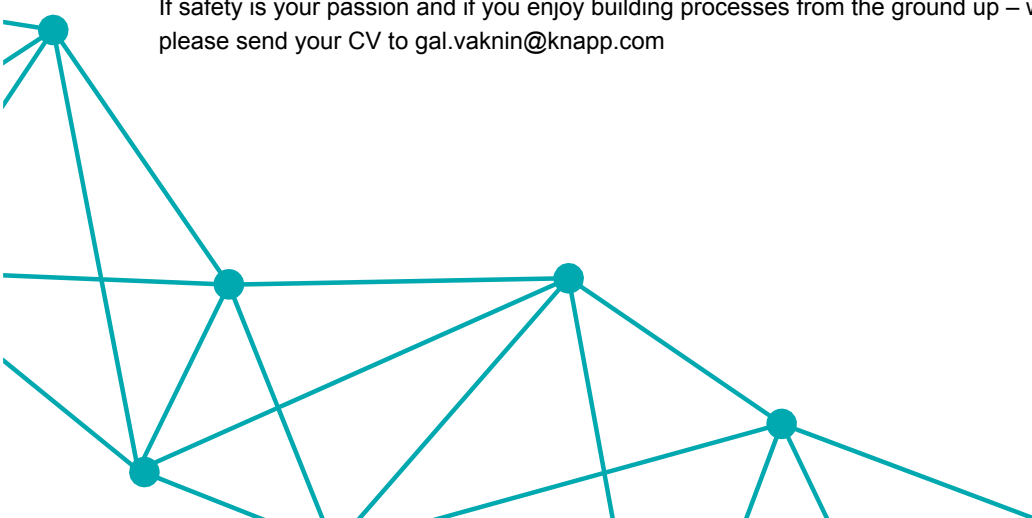 If safety is your passion and if you enjoy building processes from the ground up –
please send your CV to gal.vaknin@knapp.com